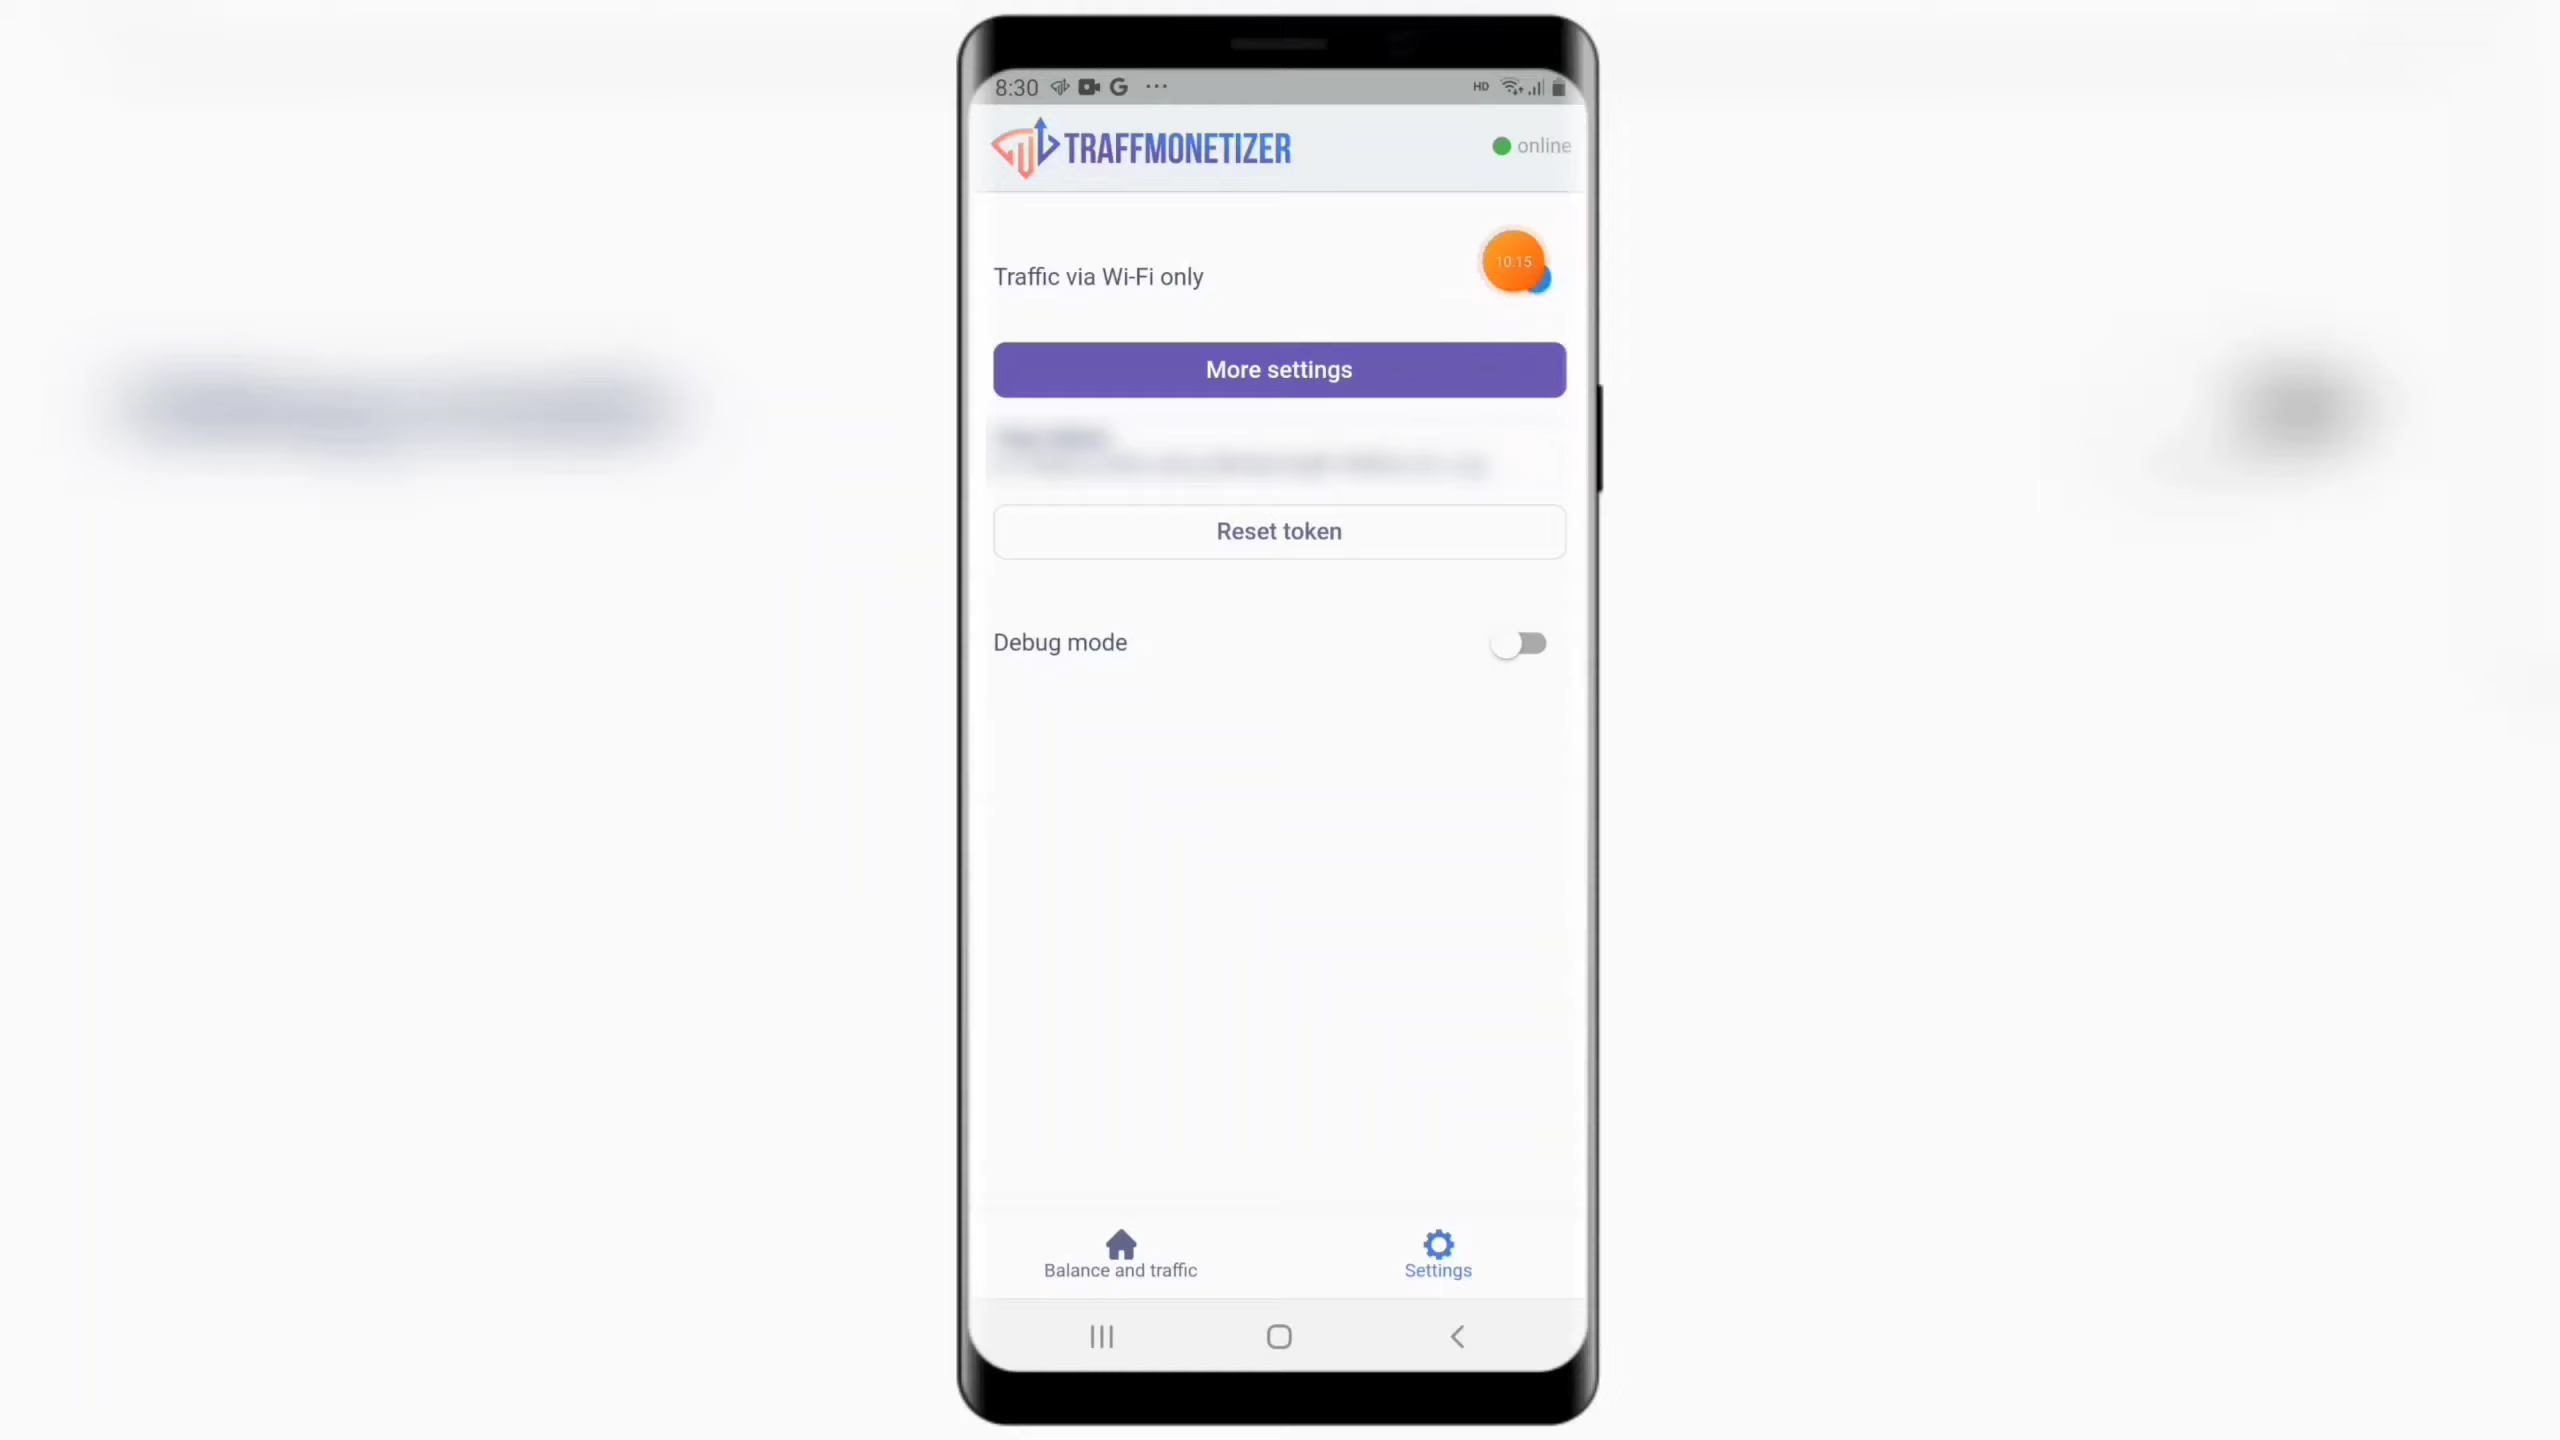 8:30 G ... HD
TRAFFMONETIZER
online
10:15
Traffic via Wi-Fi only
More settings
Reset token
Debug mode
Balance and traffic
Settings